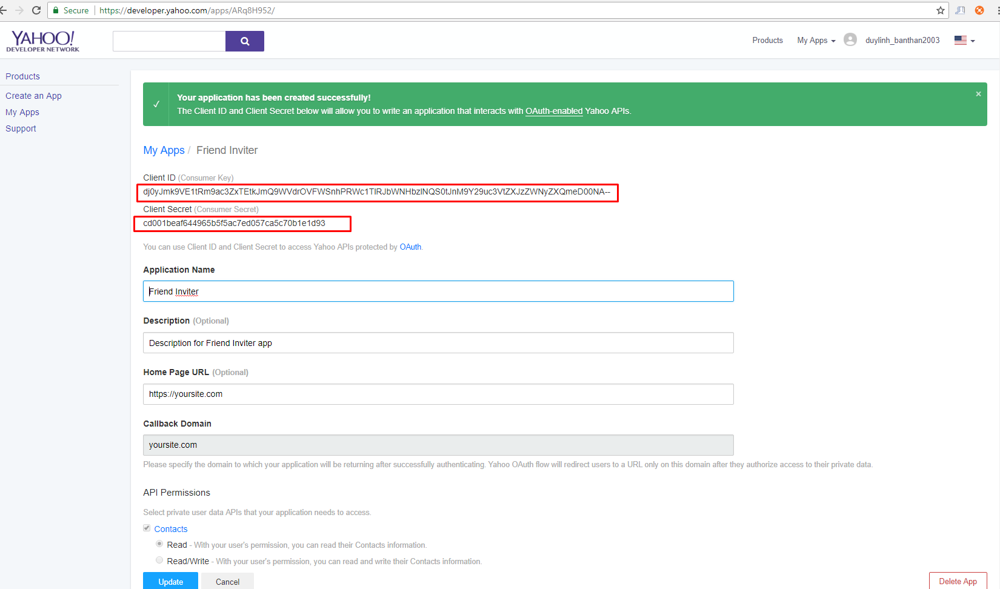 Secure https://developer.yahoo.com/apps/ARq8H952/
YAHOO!
DEVELOPER NETWORK
Products My Apps duylinh_banthan2003
Products
Create an App
My Apps
Support
Your application has been created successfully!
The Client ID and Client Secret below will allow you to write an application that interacts with OAuth-enabled Yahoo APIs.
My Apps / Friend Inviter
Client ID (Consumer Key)
dj0yJmk9VE1tRm9ac3ZxTEtkJmQ9WVdrOVFWSnhPRWc1TlRJbWNHbzlNQS0tJnM9Y29uc3VtZXJzZWNyZXQmeD00NA--
Client Secret (Consumer Secret)
cd001beaf644965b5f5ac7ed057ca5c70b1e1d93
You can use Client ID and Client Secret to access Yahoo APIs protected by OAuth.
Application Name
Friend Inviter
Description (Optional)
Description for Friend Inviter app
Home Page URL (Optional)
https://yoursite.com
Callback Domain
yoursite.com
Please specify the domain to which your application will be returning after successfully authenticating. Yahoo OAuth flow will redirect users to a URL only on this domain after they authorize access to their private data.
API Permissions
Select private user data APIs that your application needs to access.
Contacts
Read - With your user's permission, you can read their Contacts information.
Read/Write - With your user's permission, you can read and write their Contacts information.
Update Cancel Delete App